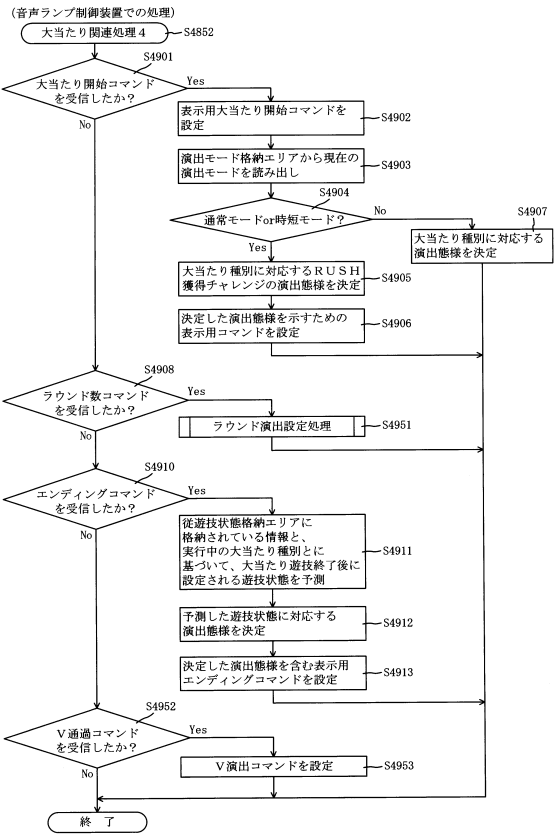 (音声ランプ制御装置での処理)
大当たり関連処理4
S4852
S4901
大当たり開始コマンド
を受信したか?
Yes
No
表示用大当たり開始コマンドを
設定
S4902
演出モード格納エリアから現在の
演出モードを読み出し
S4903
S4904
通常モードor時短モード?
No
Yes
S4907
大当たり種別に対応する
演出態様を決定
大当たり種別に対応するRUSH
獲得チャレンジの演出態様を決定
S4905
決定した演出態様を示すための
表示用コマンドを設定
S4906
S4908
ラウンド数コマンド
を受信したか?
Yes
No
ラウンド演出設定処理
S4951
S4910
エンディングコマンド
を受信したか?
Yes
No
従遊技状態格納エリアに
格納されている情報と、
実行中の大当たり種別とに
基づいて、大当たり遊技終了後に
設定される遊技状態を予測
S4911
予測した遊技状態に対応する
演出態様を決定
S4912
決定した演出態様を含む表示用
エンディングコマンドを設定
S4913
S4952
V通過コマンド
を受信したか?
Yes
No
V演出コマンドを設定
S4953
終 了